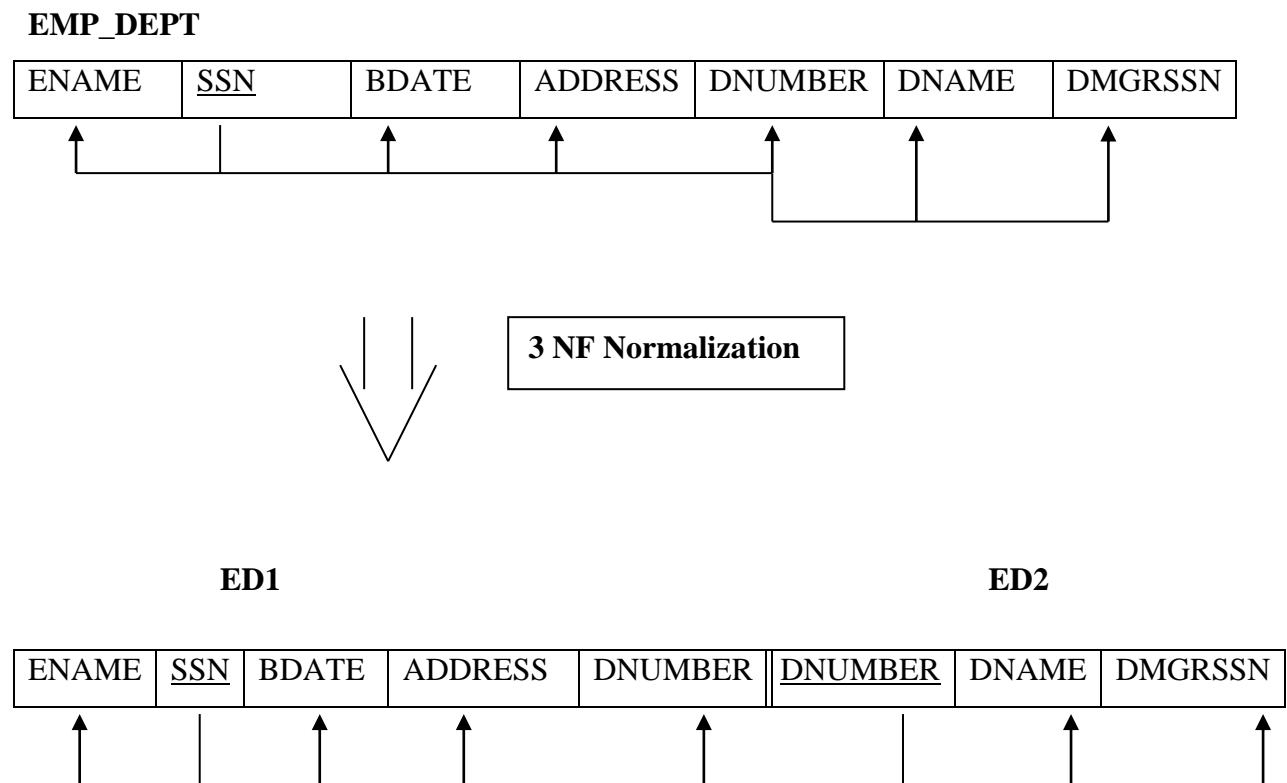 EMP_DEPT
ENAME SSN BDATE ADDRESS DNUMBER DNAME DMGRSSN
3 NF Normalization
ED1 ED2
ENAME SSN BDATE ADDRESS DNUMBER DNUMBER DNAME DMGRSSN